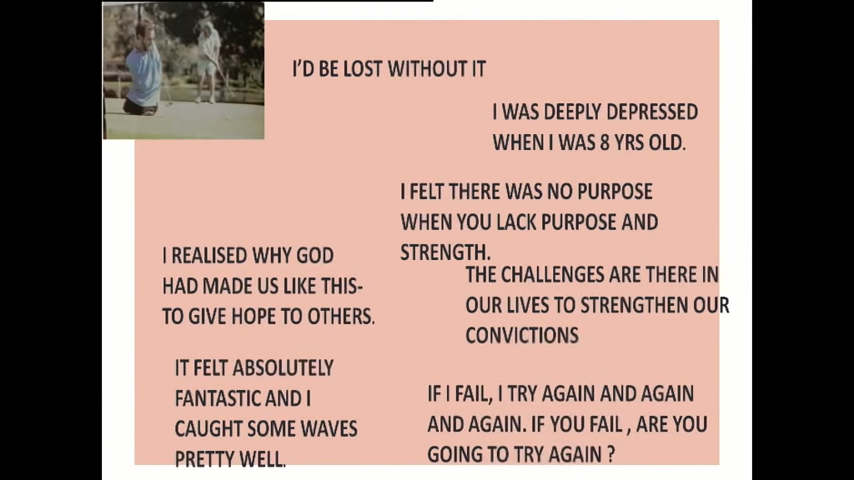 I'D BE LOST WITHOUT IT
I WAS DEEPLY DEPRESSED
WHEN I WAS 8 YRS OLD.
I FELT THERE WAS NO PURPOSE
WHEN YOU LACK PURPOSE AND
STRENGTH.
I REALISED WHY GOD
HAD MADE US LIKE THIS-
TO GIVE HOPE TO OTHERS.
THE CHALLENGES ARE THERE IN
OUR LIVES TO STRENGTHEN OUR
CONVICTIONS
IT FELT ABSOLUTELY
FANTASTIC AND I
CAUGHT SOME WAVES
PRETTY WELL.
IF I FAIL, I TRY AGAIN AND AGAIN
AND AGAIN. IF YOU FAIL , ARE YOU
GOING TO TRY AGAIN ?